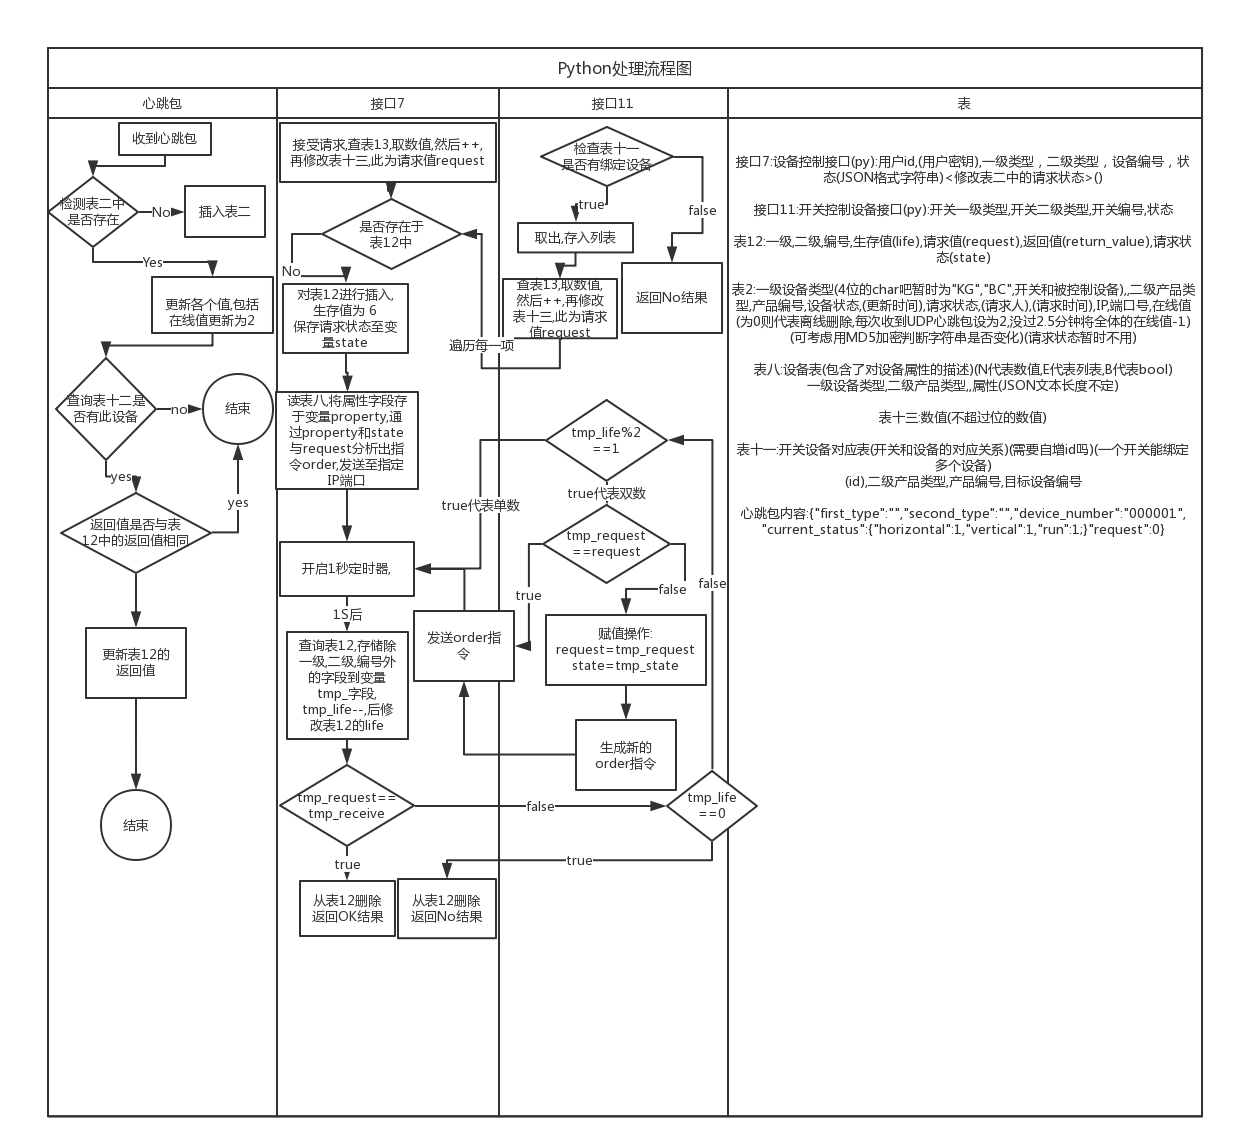 Python处理流程图
心跳包
接口7
接口11
表
收到心跳包
检测表二中
是否存在
No
插入表二
Yes
更新各个值,包括
在线值更新为2
查询表十二是
否有此设备
no
结束
yes
yes
返回值是否与表
12中的返回值相同
更新表12的
返回值
结束
接受请求,查表13,取数值,然后++,
再修改表十三,此为请求值request
是否存在于
表12中
No
对表12进行插入,
生存值为 6
保存请求状态至变
量state
读表八,将属性字段存
于变量property,通
过property和state
与request分析出指
令order,发送至指定
IP端口
开启1秒定时器,
1S后
查询表12,存储除
一级,二级,编号外
的字段到变量
tmp_字段,
tmp_life--,后修
改表12的life
tmp_request==
tmp_receive
true
从表12删除
返回OK结果
false
检查表十一
是否有绑定设备
true
false
取出,存入列表
返回No结果
查表13,取数值,
然后++,再修改
表十三,此为请求
值request
遍历每一项
tmp_life%2
==1
true代表单数
true代表双数
tmp_request
==request
true
false
false
发送order指
令
赋值操作:
request=tmp_request
state=tmp_state
生成新的
order指令
tmp_life
==0
true
从表12删除
返回No结果
接口7:设备控制接口(py):用户id,(用户密钥),一级类型，二级类型，设备编号，状
态(JSON格式字符串)<修改表二中的请求状态>()
接口11:开关控制设备接口(py):开关一级类型,开关二级类型,开关编号,状态
表12:一级,二级,编号,生存值(life),请求值(request),返回值(return_value),请求状
态(state)
表2:一级设备类型(4位的char吧暂时为"KG","BC",开关和被控制设备),,二级产品类
型,产品编号,设备状态,(更新时间),请求状态,(请求人),(请求时间),IP,端口号,在线值
(为0则代表离线删除,每次收到UDP心跳包设为2,没过2.5分钟将全体的在线值-1)
(可考虑用MD5加密判断字符串是否变化)(请求状态暂时不用)
表八:设备表(包含了对设备属性的描述)(N代表数值,E代表列表,B代表bool)
一级设备类型,二级产品类型,,属性(JSON文本长度不定)
表十三:数值(不超过位的数值)
表十一:开关设备对应表(开关和设备的对应关系)(需要自增id吗)(一个开关能绑定
多个设备)
(id),二级产品类型,产品编号,目标设备编号
心跳包内容:{"first_type":"","second_type":"","device_number":"000001",
"current_status":{"horizontal":1,"vertical":1,"run":1;}"request":0}